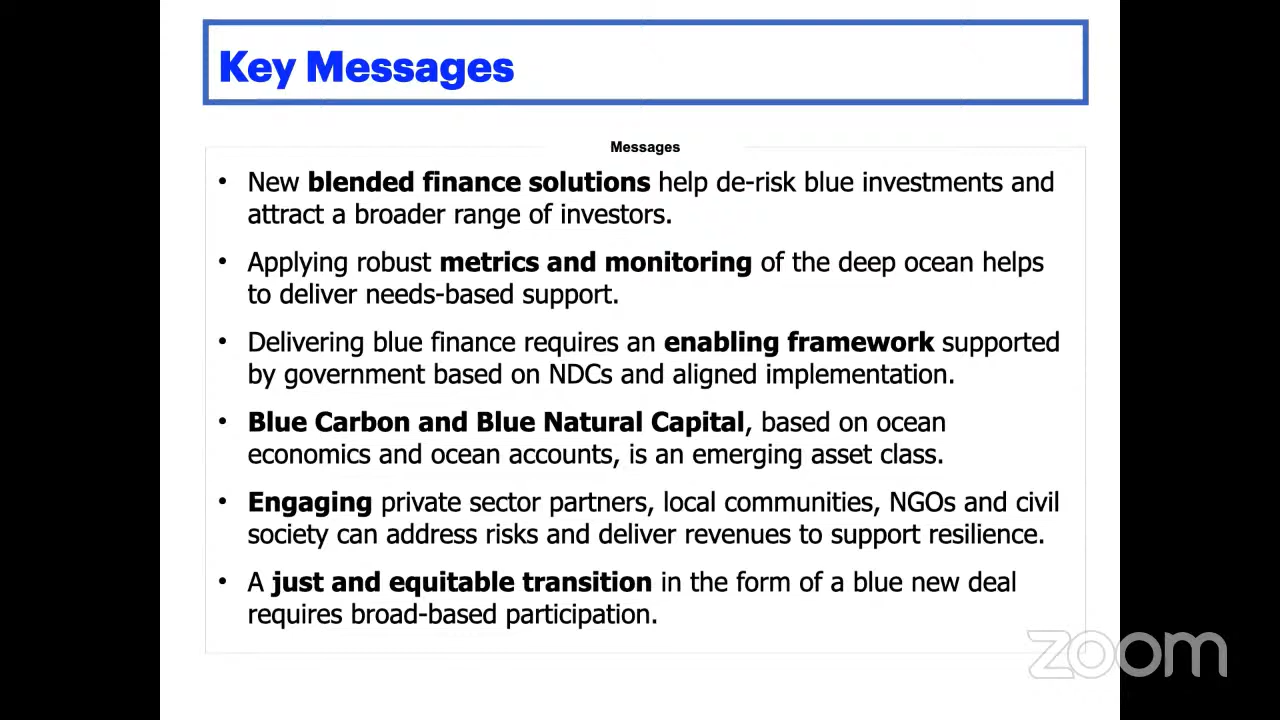 Key Messages
Messages
• New blended finance solutions help de-risk blue investments and
attract a broader range of investors.
• Applying robust metrics and monitoring of the deep ocean helps
to deliver needs-based support.
• Delivering blue finance requires an enabling framework supported
by government based on NDCs and aligned implementation.
• Blue Carbon and Blue Natural Capital, based on ocean
economics and ocean accounts, is an emerging asset class.
• Engaging private sector partners, local communities, NGOs and civil
society can address risks and deliver revenues to support resilience.
• A just and equitable transition in the form of a blue new deal
requires broad-based participation.
zoom